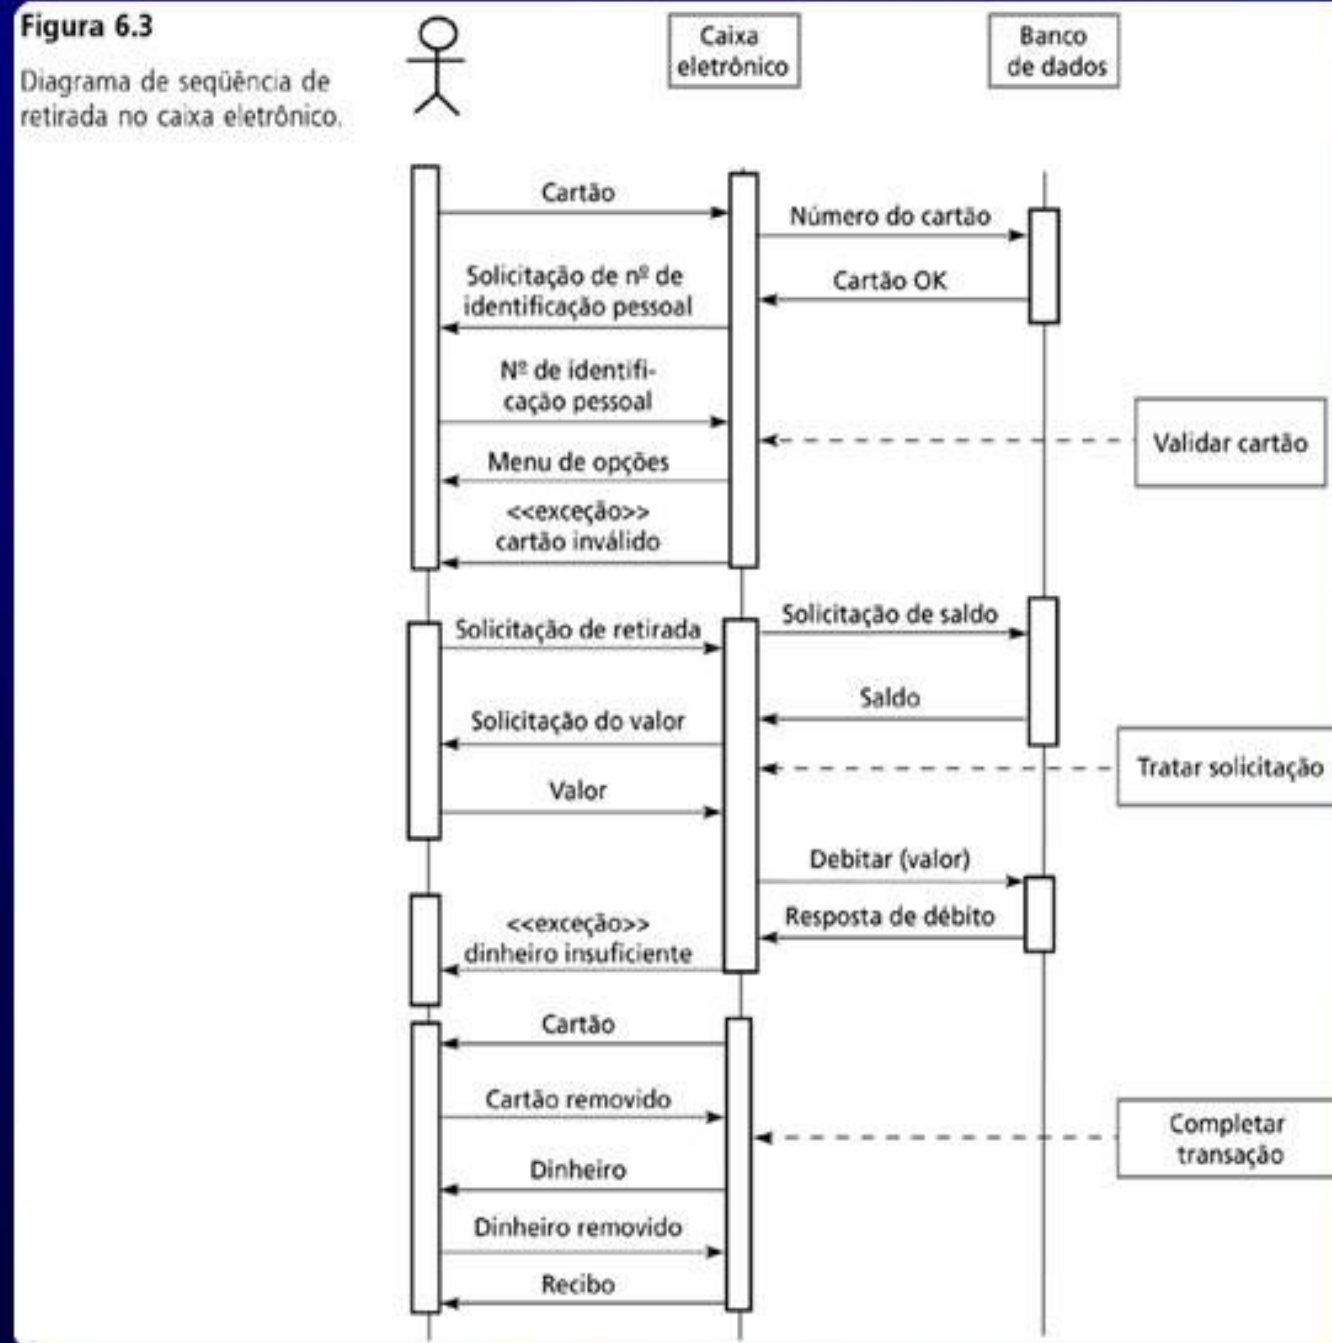 Figura 6.3
Diagrama de seqüência de
retirada no caixa eletrônico.
Caixa
eletrônico
Banco
de dados
Cartão
Número do cartão
Cartão OK
Solicitação de nº de
identificação pessoal
Nº de identifi-
cação pessoal
Validar cartão
Menu de opções
<<exceção>>
cartão inválido
Solicitação de saldo
Solicitação de retirada
Saldo
Solicitação do valor
Tratar solicitação
Valor
Debitar (valor)
Resposta de débito
<<exceção>>
dinheiro insuficiente
Cartão
Cartão removido
Completar
transação
Dinheiro
Dinheiro removido
Recibo